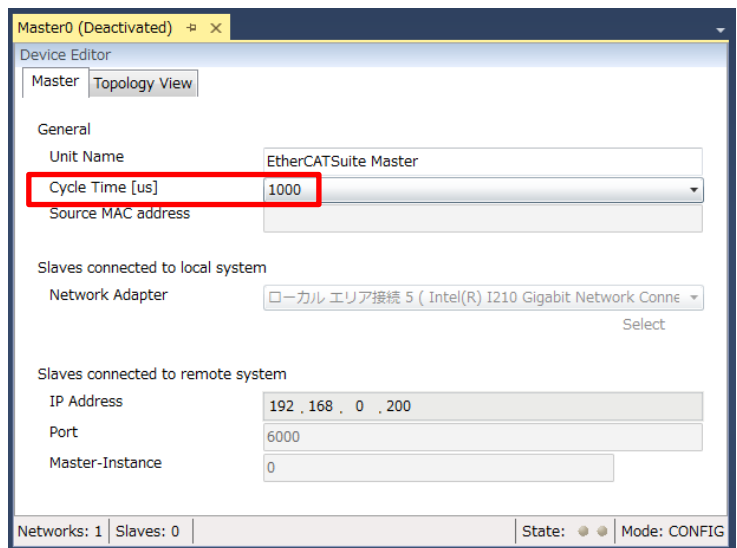 Master0 (Deactivated)
Device Editor
Master Topology View
General
Unit Name EtherCATSuite Master
Cycle Time [us] 1000
Source MAC address
Slaves connected to local system
Network Adapter ローカル エリア接続 5 ( Intel(R) I210 Gigabit Network Conne
Select
Slaves connected to remote system
IP Address 192 . 168 . 0 . 200
Port 6000
Master-Instance 0
Networks: 1 Slaves: 0 State: Mode: CONFIG